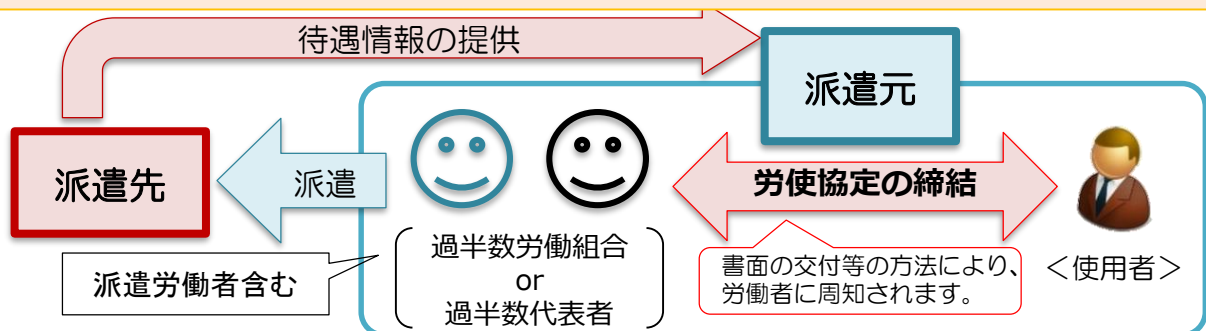 待遇情報の提供
派遣元
派遣先
派遣
労使協定の締結
過半数労働組合
or
過半数代表者
派遣労働者含む
書面の交付等の方法により、
労働者に周知されます。
＜使用者＞